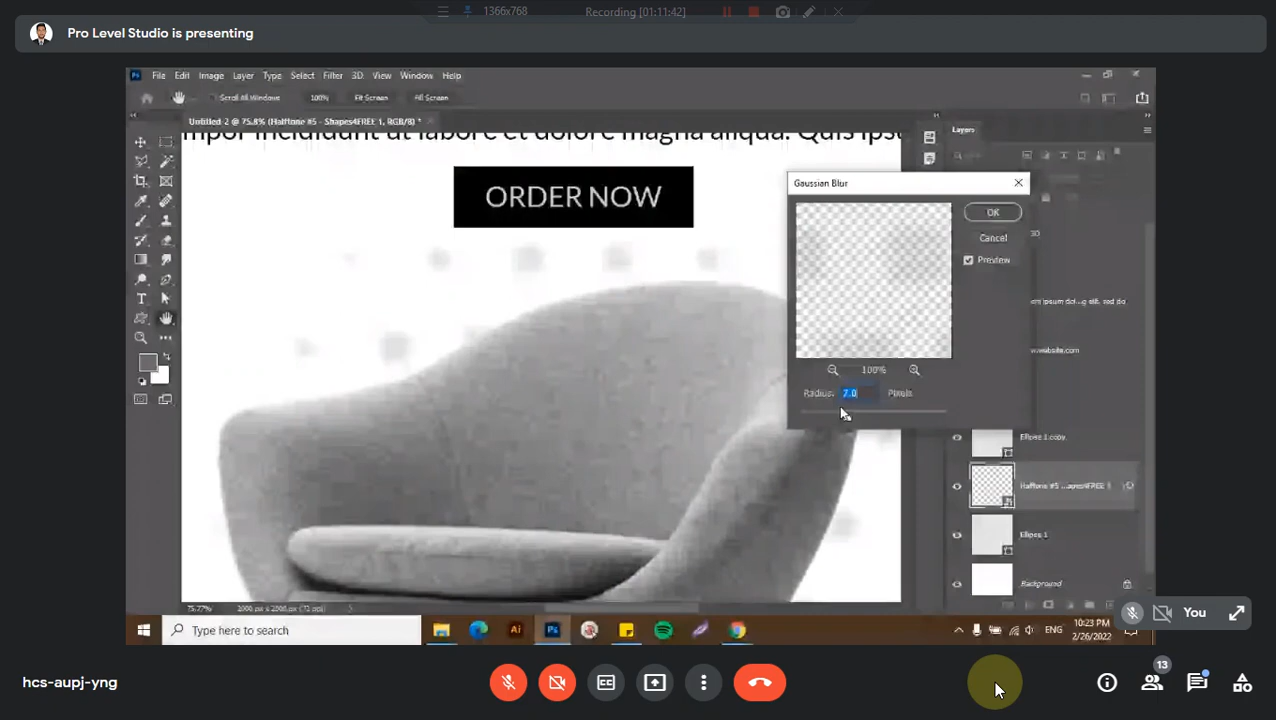 1366x768
Recording [01:11:42]
Pro Level Studio is presenting
File Edit Image Layer Type Select Filter 3D View Window Help
Scroll All Windows 100% Fit Screen Fill Screen
Untitled-2 @ 75.8% (Halftone #5 - Shapes4FREE 1, RGB/8) *
Layers
incididunt ut labore et dolore magna aliqua. Quis
ORDER NOW
Gaussian Blur
OK
Cancel
Preview
100%
Radius: 7.0 Pixels
Ellipse 1 copy
Halftone #5 ...apes4FREE 1
Ellipse 1
Background
75.77% 2000 px x 2000 px (72 ppi)
You
Type here to search
Ai
Ps
ENG
10:23 PM
2/26/2022
hcs-aupj-yng
CC
13